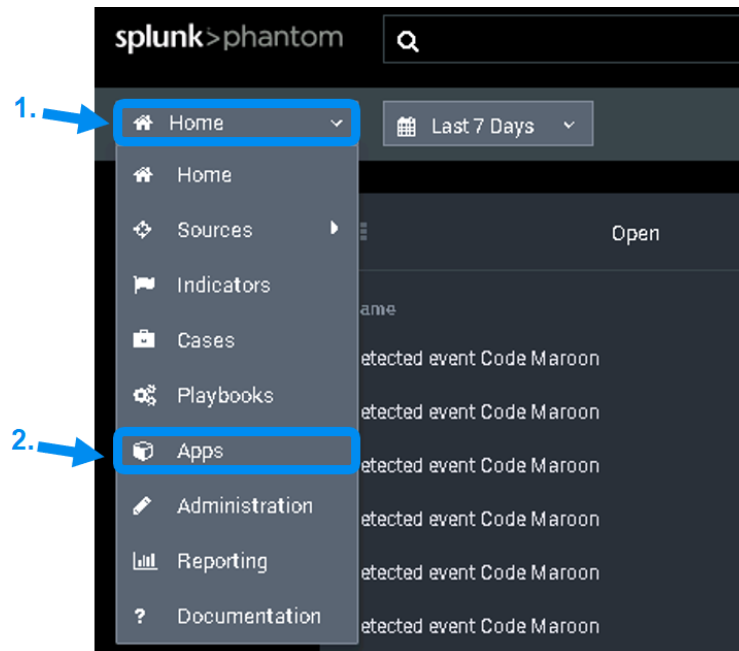 splunk>phantom
1.
Home
Last 7 Days
Home
Sources
Open
Indicators
ame
Cases
etected event Code Maroon
Playbooks
etected event Code Maroon
2.
Apps
etected event Code Maroon
Administration
etected event Code Maroon
Reporting
etected event Code Maroon
? Documentation
etected event Code Maroon